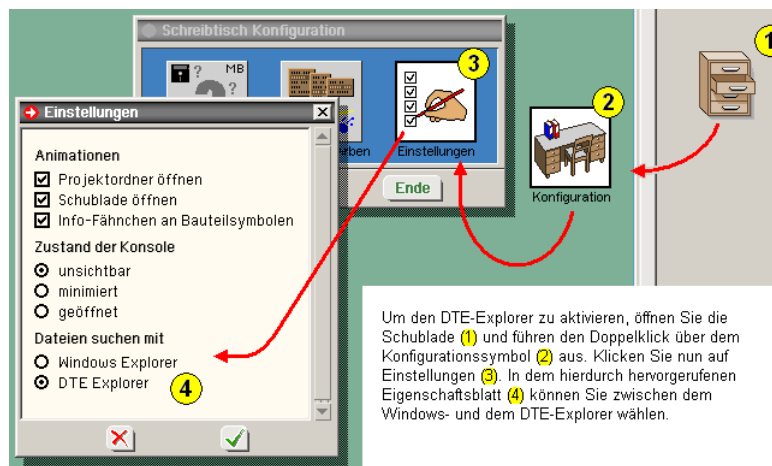 Schreibtisch Konfiguration
1
? MB
?
3
2
rben
Einstellungen
Ende
Konfiguration
Einstellungen
Animationen
Projektordner öffnen
Schublade öffnen
Info-Fähnchen an Bauteilsymbolen
Zustand der Konsole
unsichtbar
minimiert
geöffnet
Dateien suchen mit
Windows Explorer
DTE Explorer
4
Um den DTE-Explorer zu aktivieren, öffnen Sie die
Schublade (1) und führen den Doppelklick über dem
Konfigurationssymbol (2) aus. Klicken Sie nun auf
Einstellungen (3). In dem hierdurch hervorgerufenen
Eigenschaftsblatt (4) können Sie zwischen dem
Windows- und dem DTE-Explorer wählen.